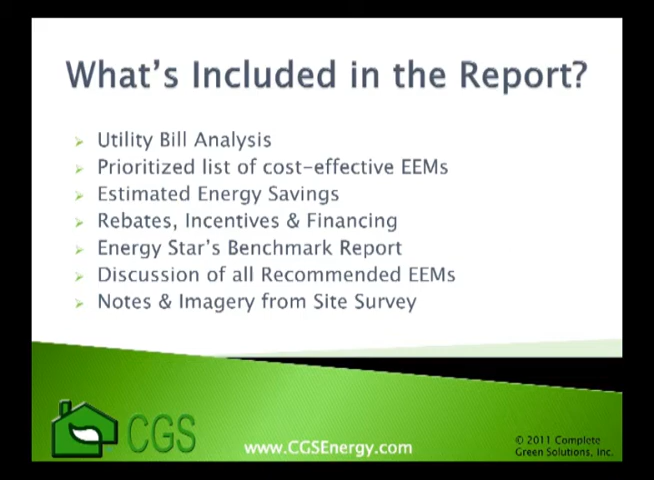 What's Included in the Report?
Utility Bill Analysis
Prioritized list of cost-effective EEMs
Estimated Energy Savings
Rebates, Incentives & Financing
Energy Star's Benchmark Report
Discussion of all Recommended EEMs
Notes & Imagery from Site Survey
CGS
www.CGSEnergy.com
© 2011 Complete
Green Solutions, Inc.